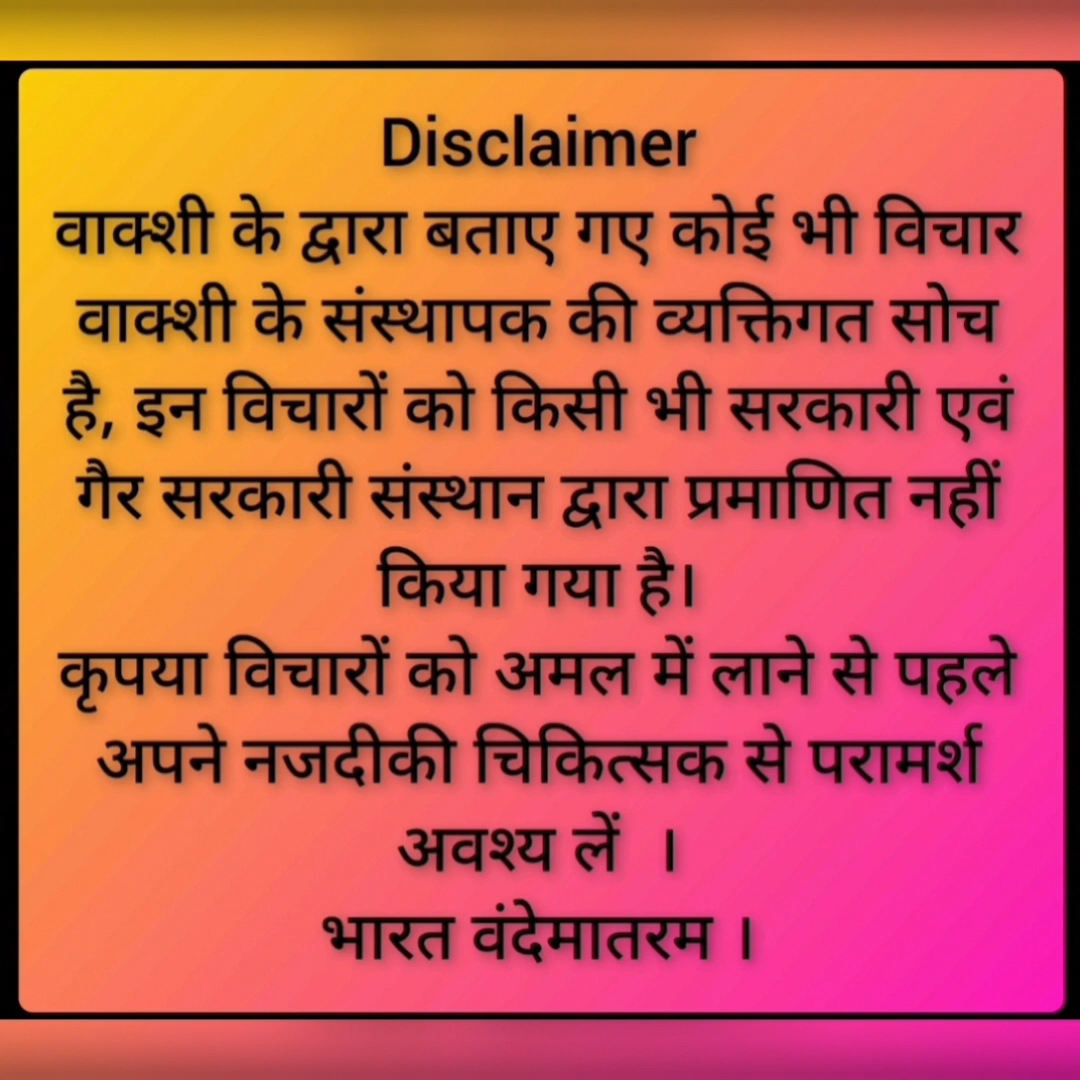 Disclaimer
वाक्शी के द्वारा बताए गए कोई भी विचार
वाक्शी के संस्थापक की व्यक्तिगत सोच
है, इन विचारों को किसी भी सरकारी एवं
गैर सरकारी संस्थान द्वारा प्रमाणित नहीं
किया गया है।
कृपया विचारों को अमल में लाने से पहले
अपने नजदीकी चिकित्सक से परामर्श
अवश्य लें ।
भारत वंदेमातरम ।